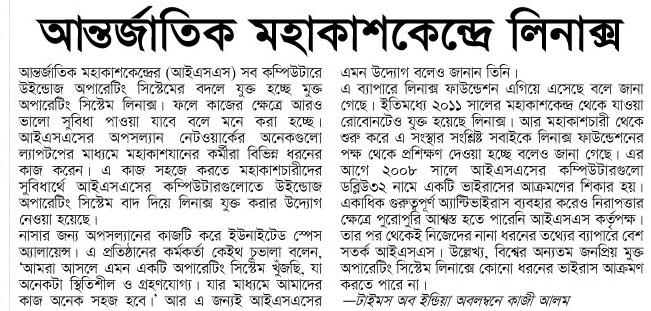 আন্তর্জাতিক মহাকাশকেন্দ্রে লিনাক্স
আন্তর্জাতিক মহাকাশকেন্দ্রের (আইএসএস) সব কম্পিউটারে
উইন্ডোজ অপারেটিং সিস্টেমের বদলে যুক্ত হচ্ছে মুক্ত
অপারেটিং সিস্টেম লিনাক্স। ফলে কাজের ক্ষেত্রে আরও
ভালো সুবিধা পাওয়া যাবে বলে মনে করা হচ্ছে।
আইএসএসের অপসল্যান নেটওয়ার্কের অনেকগুলো
ল্যাপটপের মাধ্যমে মহাকাশযানের কর্মীরা বিভিন্ন ধরনের
কাজ করেন। এ কাজ সহজে করতে মহাকাশচারীদের
সুবিধার্থে আইএসএসের কম্পিউটারগুলোতে উইন্ডোজ
অপারেটিং সিস্টেম বাদ দিয়ে লিনাক্স যুক্ত করার উদ্যোগ
নেওয়া হয়েছে।
নাসার জন্য অপসল্যানের কাজটি করে ইউনাইটেড স্পেস
অ্যালায়েন্স। এ প্রতিষ্ঠানের কর্মকর্তা কেইথ চুভালা বলেন,
‘আমরা আসলে এমন একটি অপারেটিং সিস্টেম খুঁজছি, যা
অনেকটা স্থিতিশীল ও গ্রহণযোগ্য। যার মাধ্যমে আমাদের
কাজ অনেক সহজ হবে।’ আর এ জন্যই আইএসএসের
এমন উদ্যোগ বলেও জানান তিনি।
এ ব্যাপারে লিনাক্স ফাউন্ডেশন এগিয়ে এসেছে বলে জানা
গেছে। ইতিমধ্যে ২০১১ সালের মহাকাশকেন্দ্র থেকে যাওয়া
রোবোনটেও যুক্ত হয়েছে লিনাক্স। আর মহাকাশচারী থেকে
শুরু করে এ সংস্থার সংশ্লিষ্ট সবাইকে লিনাক্স ফাউন্ডেশনের
পক্ষ থেকে প্রশিক্ষণ দেওয়া হচ্ছে বলেও জানা গেছে। এর
আগে ২০০৮ সালে আইএসএসের কম্পিউটারগুলো
ডব্লিউ৩২ নামে একটি ভাইরাসের আক্রমণের শিকার হয়।
একাধিক গুরুত্বপূর্ণ অ্যান্টিভাইরাস ব্যবহার করেও নিরাপত্তার
ক্ষেত্রে পুরোপুরি আশ্বস্ত হতে পারেনি আইএসএস কর্তৃপক্ষ।
তার পর থেকেই নিজেদের নানা ধরনের তথ্যের ব্যাপারে বেশ
সতর্ক আইএসএস। উল্লেখ্য, বিশ্বের অন্যতম জনপ্রিয় মুক্ত
অপারেটিং সিস্টেম লিনাক্সে কোনো ধরনের ভাইরাস আক্রমণ
করতে পারে না।
—টাইমস অব ইন্ডিয়া অবলম্বনে কাজী আলম